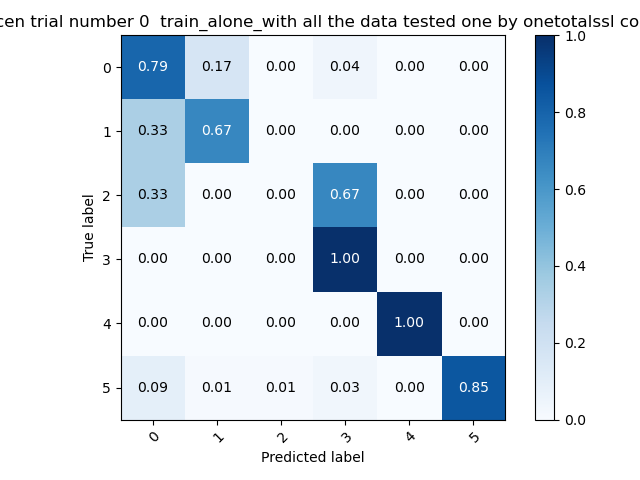 cen trial number 0  train_alone_with all the data tested one by onetotalssl co
0 0.79 0.17 0.00 0.04 0.00 0.00 1.0
1 0.33 0.67 0.00 0.00 0.00 0.00 0.8
2 0.33 0.00 0.00 0.67 0.00 0.00 0.6
3 0.00 0.00 0.00 1.00 0.00 0.00 0.4
4 0.00 0.00 0.00 0.00 1.00 0.00 0.2
5 0.09 0.01 0.01 0.03 0.00 0.85 0.0
True label
0 1 2 3 4 5
Predicted label